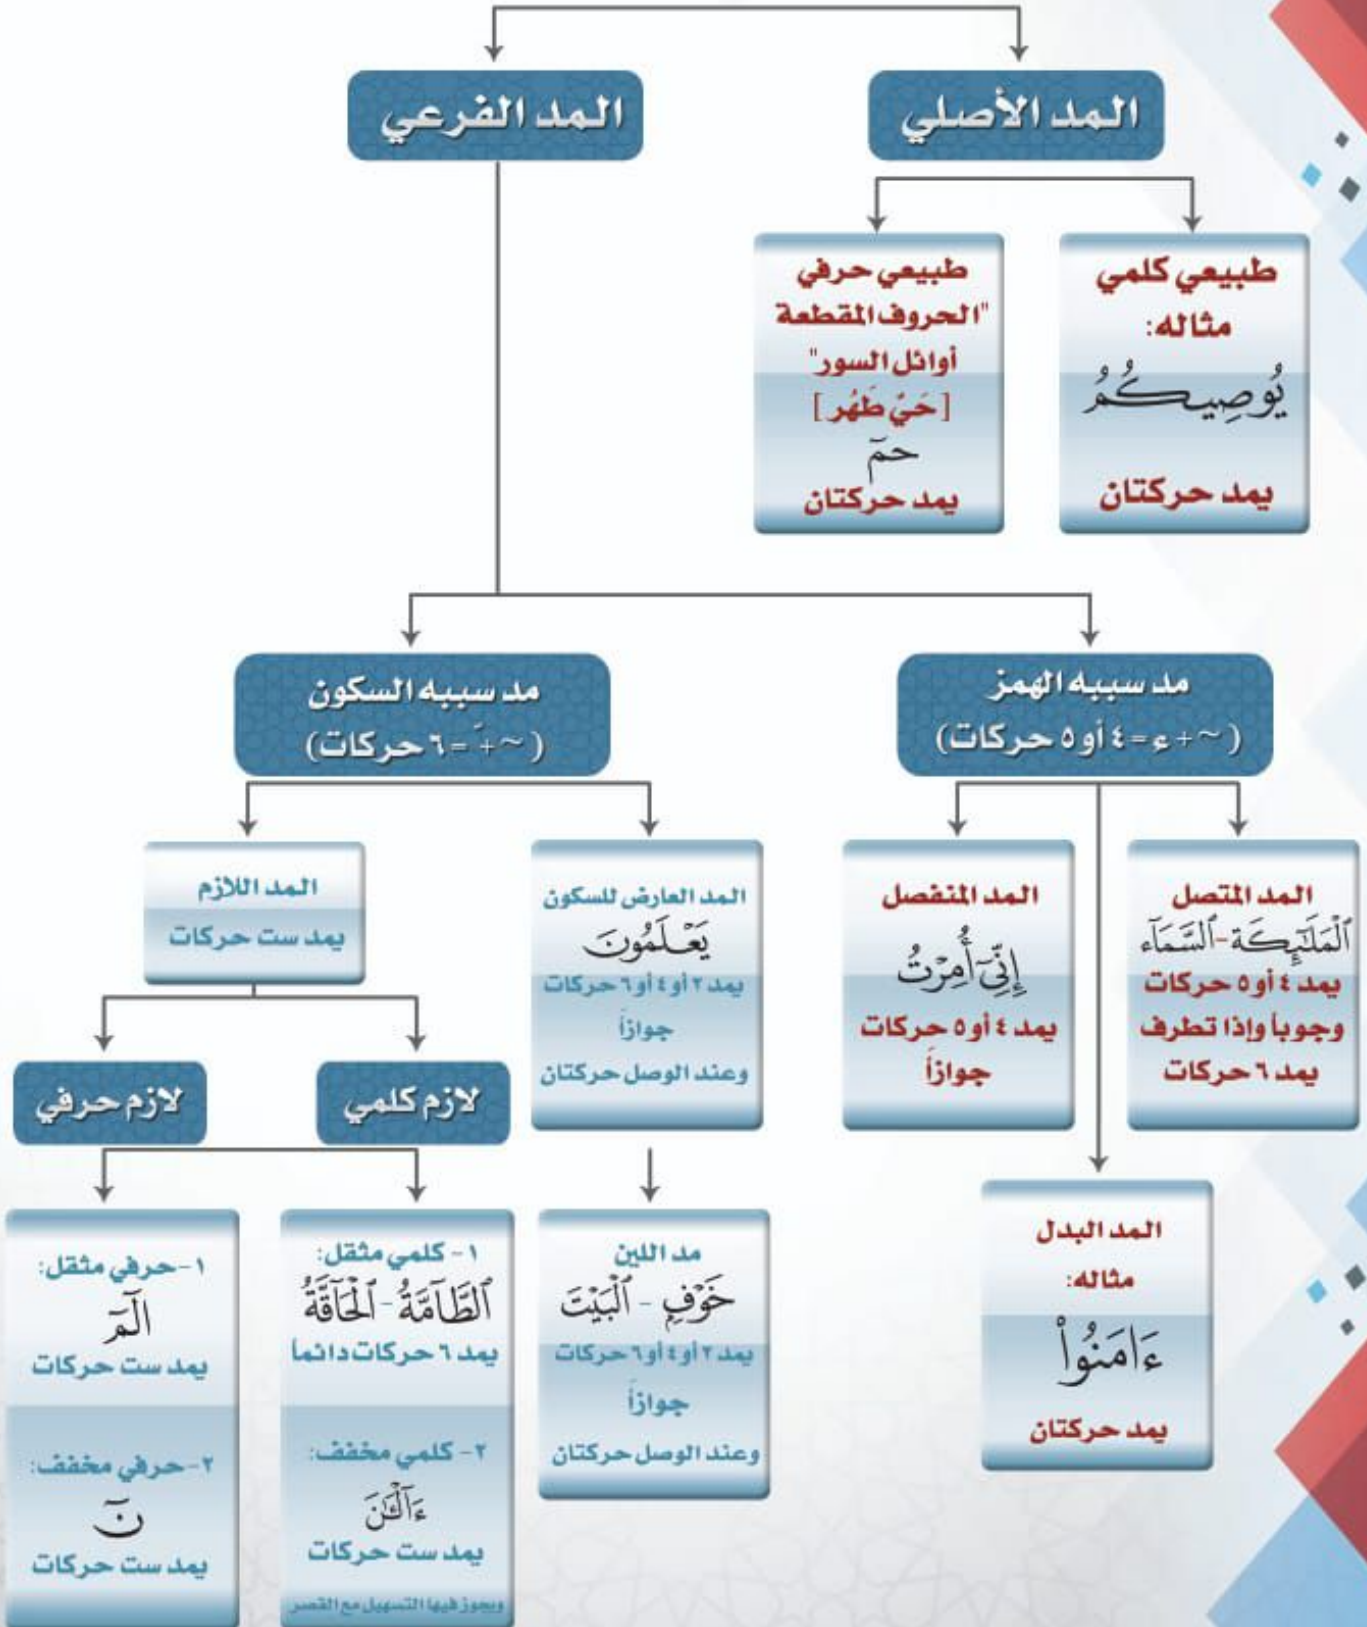 المد الأصلي
المد الفرعي
طبيعي كلمي
مثاله:
يُوصِيكُمُ
يمد حركتان
طبيعي حرفي
"الحروف المقطعة
أوائل السور"
[حَيٌ طَهُر]
حمٓ
يمد حركتان
مد سببه الهمز
(~ + ء = ٤ أو ٥ حركات)
مد سببه السكون
(~ + ّ = ٦ حركات)
المد المتصل
ٱلْمَلَٰٓئِكَة - ٱلسَّمَآء
يمد ٤ أو ٥ حركات
وجوباً وإذا تطرف
يمد ٦ حركات
المد المنفصل
إِنِّىٓ أُمِرْتُ
يمد ٤ أو ٥ حركات
جوازاً
المد البدل
مثاله:
ءَامَنُوا۟
يمد حركتان
المد العارض للسكون
يَعْلَمُونَ
يمد ٢ أو ٤ أو ٦ حركات
جوازاً
وعند الوصل حركتان
مد اللين
خَوْفٍ - ٱلْبَيْتَ
يمد ٢ أو ٤ أو ٦ حركات
جوازاً
وعند الوصل حركتان
المد اللازم
يمد ست حركات
لازم كلمي
لازم حرفي
١- كلمي مثقل:
ٱلطَّآمَّةُ - ٱلْحَآقَّةُ
يمد ٦ حركات دائماً
٢- كلمي مخفف:
ءَآلْـَٰٔنَ
يمد ست حركات
ويجوز فيها التسهيل مع القصر
١- حرفي مثقل:
الٓمٓ
يمد ست حركات
٢- حرفي مخفف:
نٓ
يمد ست حركات